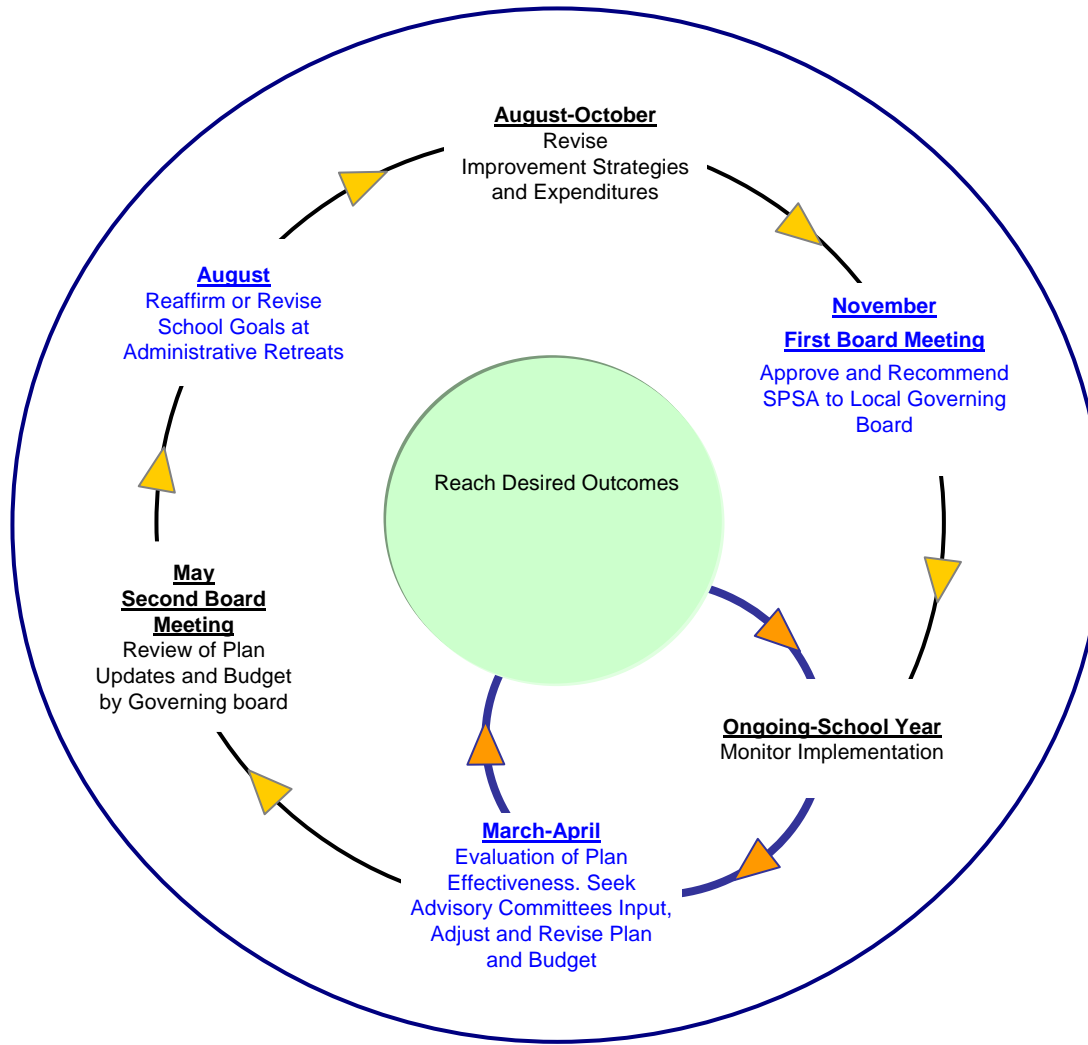 August-October
Revise
Improvement Strategies
and Expenditures
November
First Board Meeting
Approve and Recommend
SPSA to Local Governing
Board
Ongoing-School Year
Monitor Implementation
March-April
Evaluation of Plan
Effectiveness. Seek
Advisory Committees Input,
Adjust and Revise Plan
and Budget
May
Second Board
Meeting
Review of Plan
Updates and Budget
by Governing board
August
Reaffirm or Revise
School Goals at
Administrative Retreats
Reach Desired Outcomes